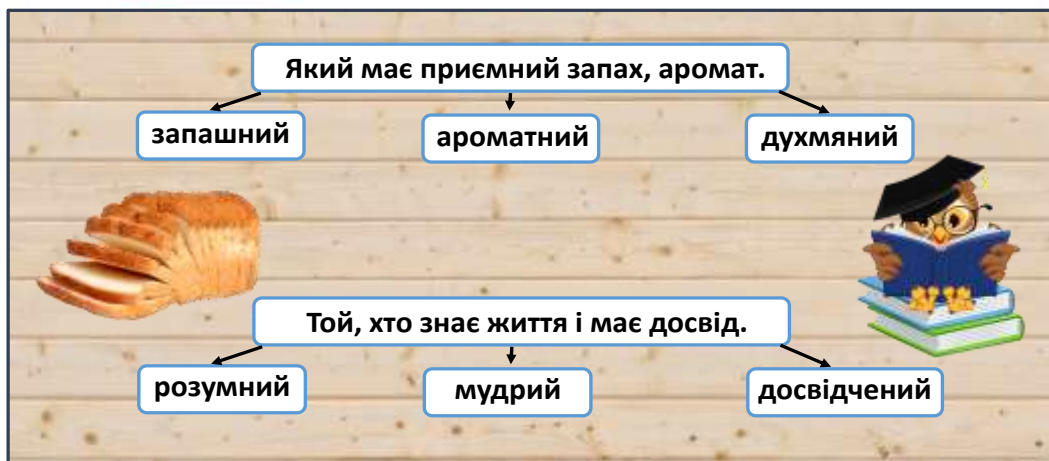 Який має приємний запах, аромат.
запашний ароматний духмяний
Той, хто знає життя і має досвід.
розумний мудрий досвідчений